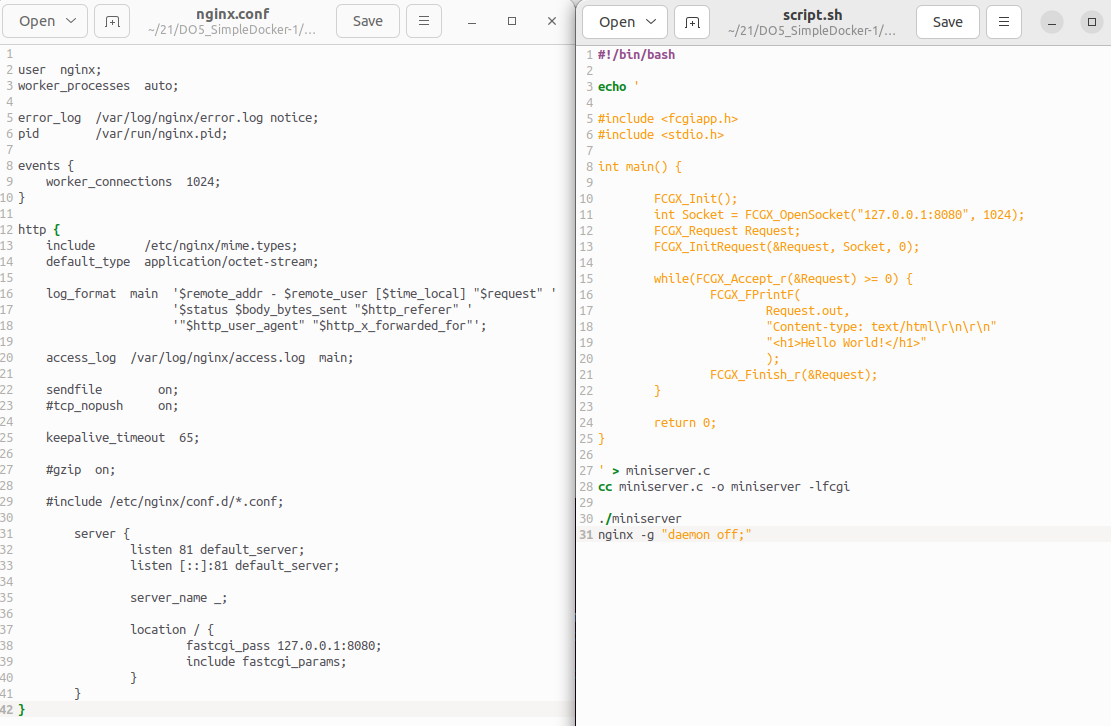 Open
nginx.conf
~/21/DO5_SimpleDocker-1/...
Save
1
2 user  nginx;
3 worker_processes  auto;
4
5 error_log  /var/log/nginx/error.log notice;
6 pid        /var/run/nginx.pid;
7
8 events {
9     worker_connections  1024;
10 }
11
12 http {
13     include       /etc/nginx/mime.types;
14     default_type  application/octet-stream;
15
16     log_format  main  '$remote_addr - $remote_user [$time_local] "$request" '
17                       '$status $body_bytes_sent "$http_referer" '
18                       '"$http_user_agent" "$http_x_forwarded_for"';
19
20     access_log  /var/log/nginx/access.log  main;
21
22     sendfile        on;
23     #tcp_nopush     on;
24
25     keepalive_timeout  65;
26
27     #gzip  on;
28
29     #include /etc/nginx/conf.d/*.conf;
30
31         server {
32                 listen 81 default_server;
33                 listen [::]:81 default_server;
34
35                 server_name _;
36
37                 location / {
38                         fastcgi_pass 127.0.0.1:8080;
39                         include fastcgi_params;
40                 }
41         }
42 }
Open
script.sh
~/21/DO5_SimpleDocker-1/...
Save
1 #!/bin/bash
2
3 echo '
4
5 #include <fcgiapp.h>
6 #include <stdio.h>
7
8 int main() {
9
10         FCGX_Init();
11         int Socket = FCGX_OpenSocket("127.0.0.1:8080", 1024);
12         FCGX_Request Request;
13         FCGX_InitRequest(&Request, Socket, 0);
14
15         while(FCGX_Accept_r(&Request) >= 0) {
16                 FCGX_FPrintF(
17                         Request.out,
18                         "Content-type: text/html\r\n\r\n"
19                         "<h1>Hello World!</h1>"
20                         );
21                 FCGX_Finish_r(&Request);
22         }
23
24         return 0;
25 }
26
27 ' > miniserver.c
28 cc miniserver.c -o miniserver -lfcgi
29
30 ./miniserver
31 nginx -g "daemon off;"